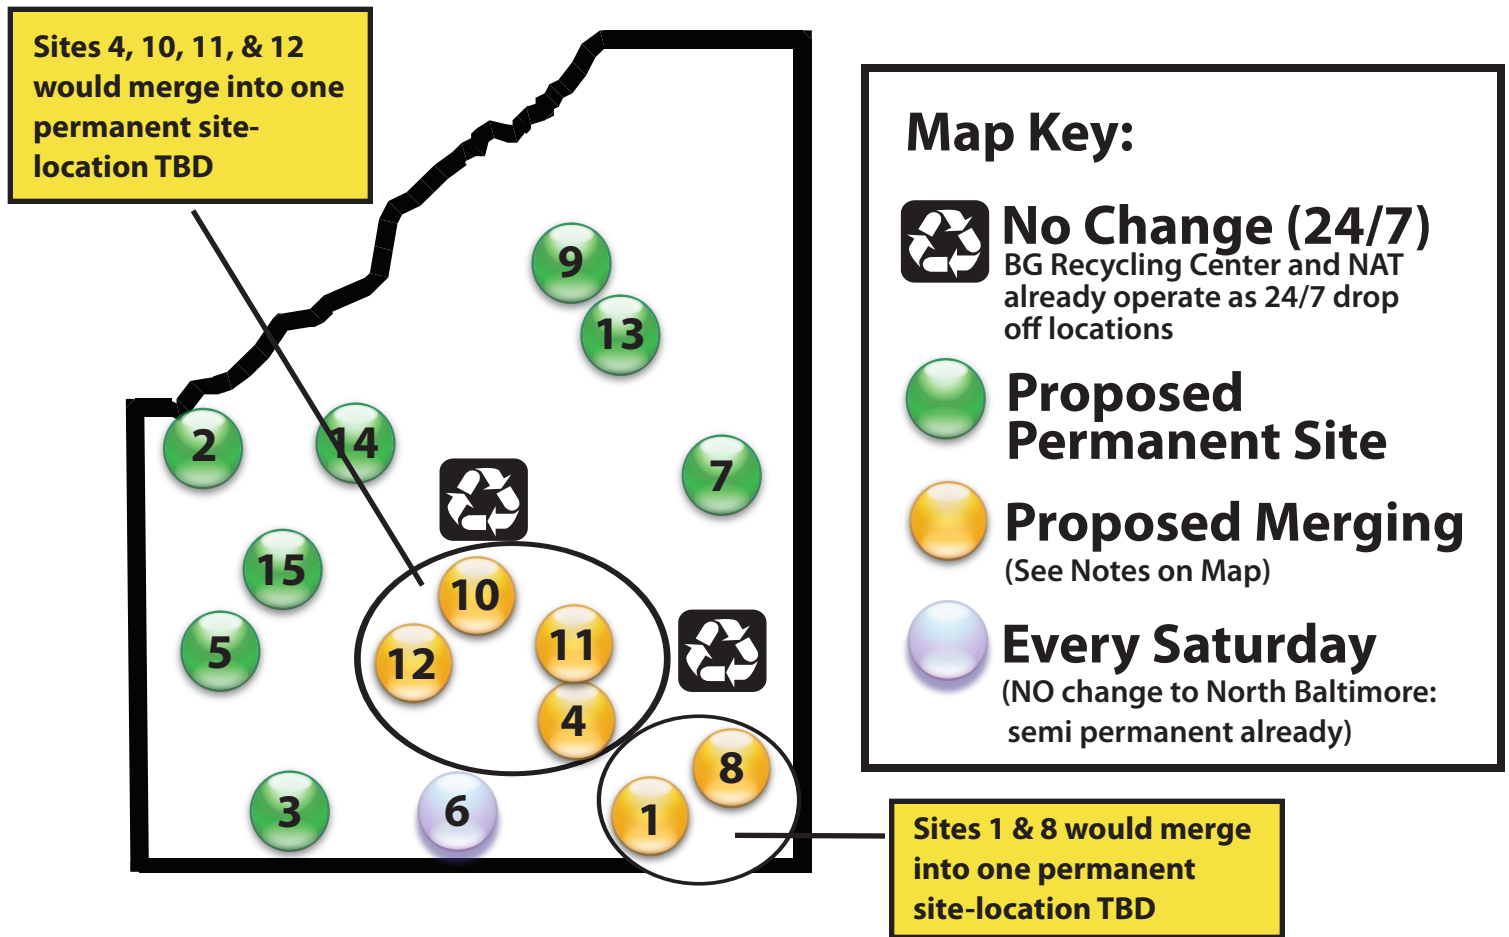 Sites 4, 10, 11, & 12
would merge into one
permanent site-
location TBD
9
13
2
14
7
15
10
5
12
11
4
8
3
6
1
Map Key:
No Change (24/7)
BG Recycling Center and NAT
already operate as 24/7 drop
off locations
Proposed
Permanent Site
Proposed Merging
(See Notes on Map)
Every Saturday
(NO change to North Baltimore:
semi permanent already)
Sites 1 & 8 would merge
into one permanent
site-location TBD